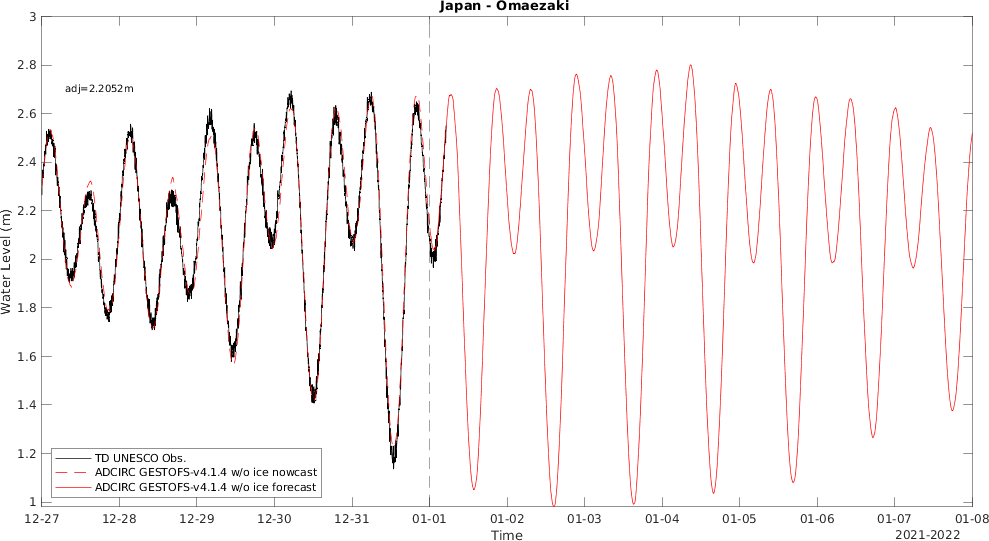 Japan - Omaezaki
adj=2.2052m
3
2.8
2.6
2.4
2.2
2
1.8
1.6
1.4
1.2
1
Water Level (m)
TD UNESCO Obs.
ADCIRC GESTOFS-v4.1.4 w/o ice nowcast
ADCIRC GESTOFS-v4.1.4 w/o ice forecast
12-27 12-28 12-29 12-30 12-31 01-01 01-02 01-03 01-04 01-05 01-06 01-07 01-08
Time
2021-2022